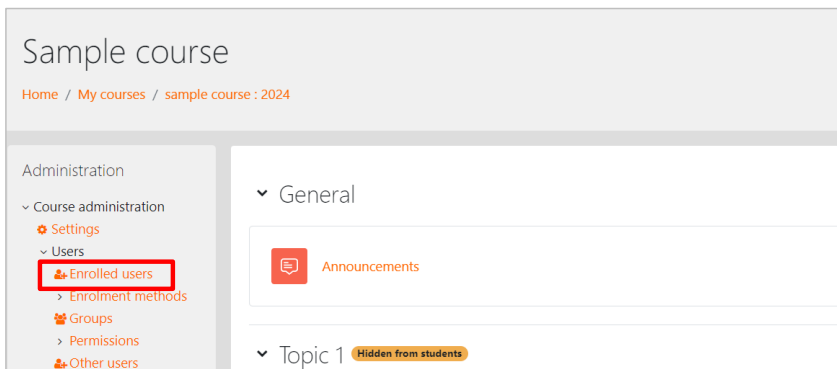 Sample course
Home / My courses / sample course : 2024
Administration
Course administration
Settings
Users
Enrolled users
Enrolment methods
Groups
Permissions
Other users
General
Announcements
Topic 1 Hidden from students